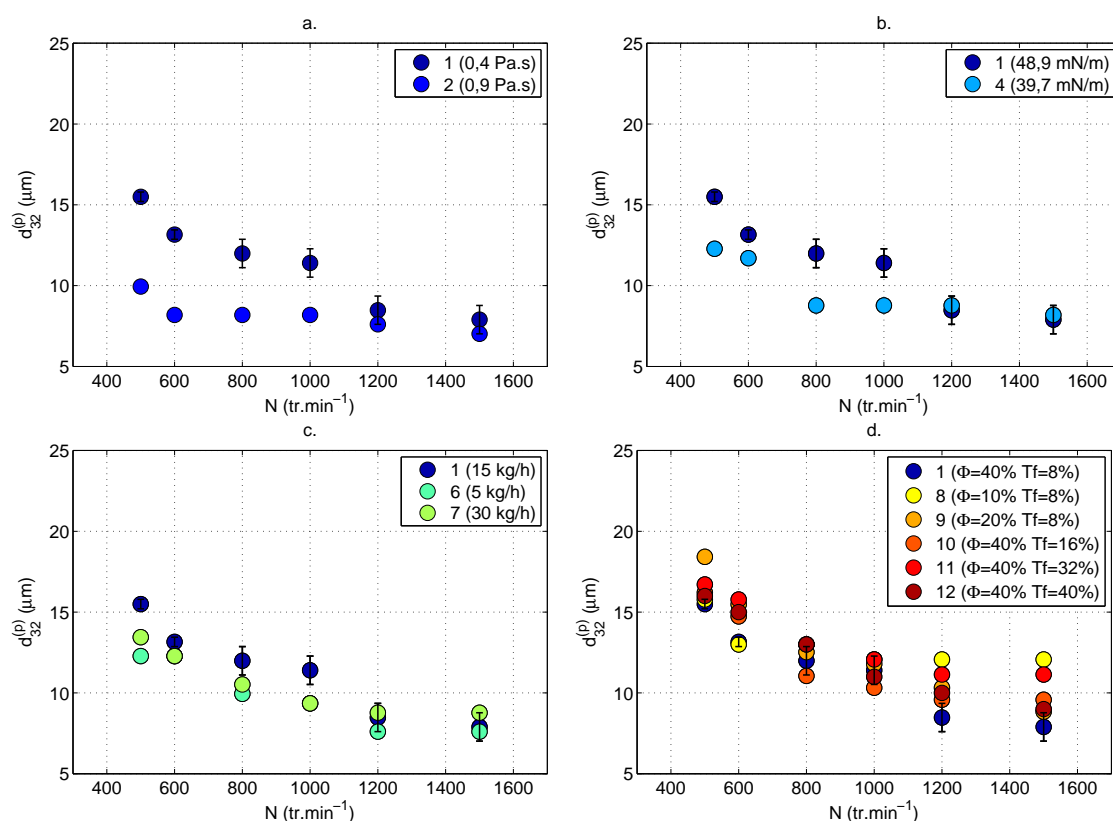 a.
25
20
15
10
5
d32(p) (μm)
1 (0,4 Pa.s)
2 (0,9 Pa.s)
400 600 800 1000 1200 1400 1600
N (tr.min−1)
b.
25
20
15
10
5
d32(p) (μm)
1 (48,9 mN/m)
4 (39,7 mN/m)
400 600 800 1000 1200 1400 1600
N (tr.min−1)
c.
25
20
15
10
5
d32(p) (μm)
1 (15 kg/h)
6 (5 kg/h)
7 (30 kg/h)
400 600 800 1000 1200 1400 1600
N (tr.min−1)
d.
25
20
15
10
5
d32(p) (μm)
1 (Φ=40% Tf=8%)
8 (Φ=10% Tf=8%)
9 (Φ=20% Tf=8%)
10 (Φ=40% Tf=16%)
11 (Φ=40% Tf=32%)
12 (Φ=40% Tf=40%)
400 600 800 1000 1200 1400 1600
N (tr.min−1)